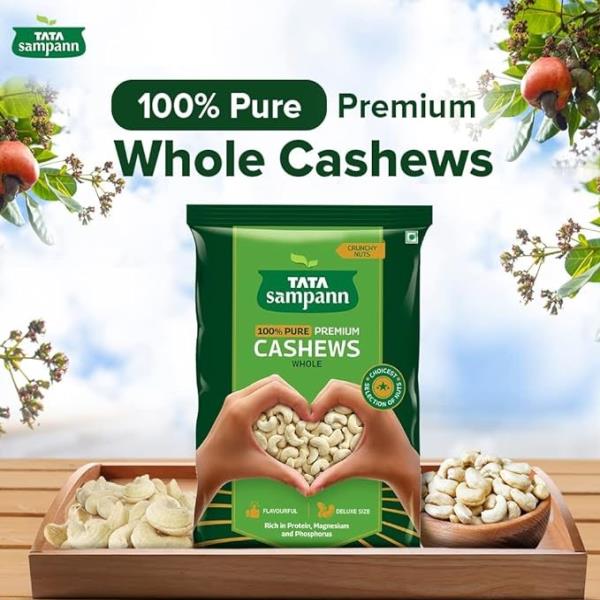 TATA
sampann
100% Pure Premium
Whole Cashews
CRUNCHY
NUTS
TATA
sampann
100% PURE PREMIUM
CASHEWS
WHOLE
CHOICEST
SELECTION OF NUTS
FLAVOURFUL
DELUXE SIZE
Rich in Protein, Magnesium
and Phosphorus